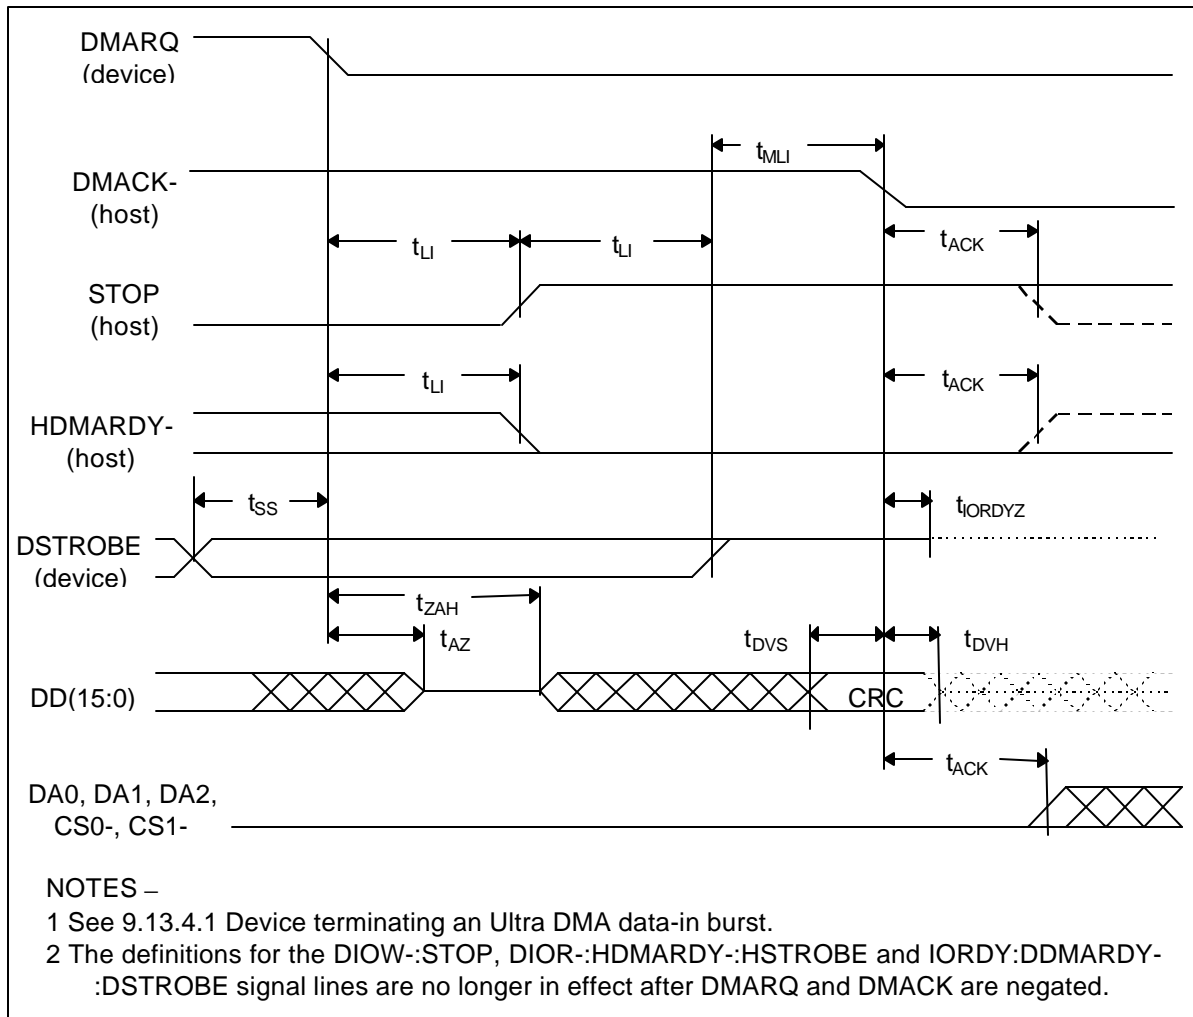 DMARQ
(device)
tMLI
DMACK-
(host)
tLI
tLI
tACK
STOP
(host)
tLI
tACK
HDMARDY-
(host)
tSS
tIORDYZ
DSTROBE
(device)
tZAH
tAZ
tDVS
tDVH
DD(15:0)
CRC
tACK
DA0, DA1, DA2,
CS0-, CS1-
NOTES –
1 See 9.13.4.1 Device terminating an Ultra DMA data-in burst.
2 The definitions for the DIOW-:STOP, DIOR-:HDMARDY-:HSTROBE and IORDY:DDMARDY-
:DSTROBE signal lines are no longer in effect after DMARQ and DMACK are negated.